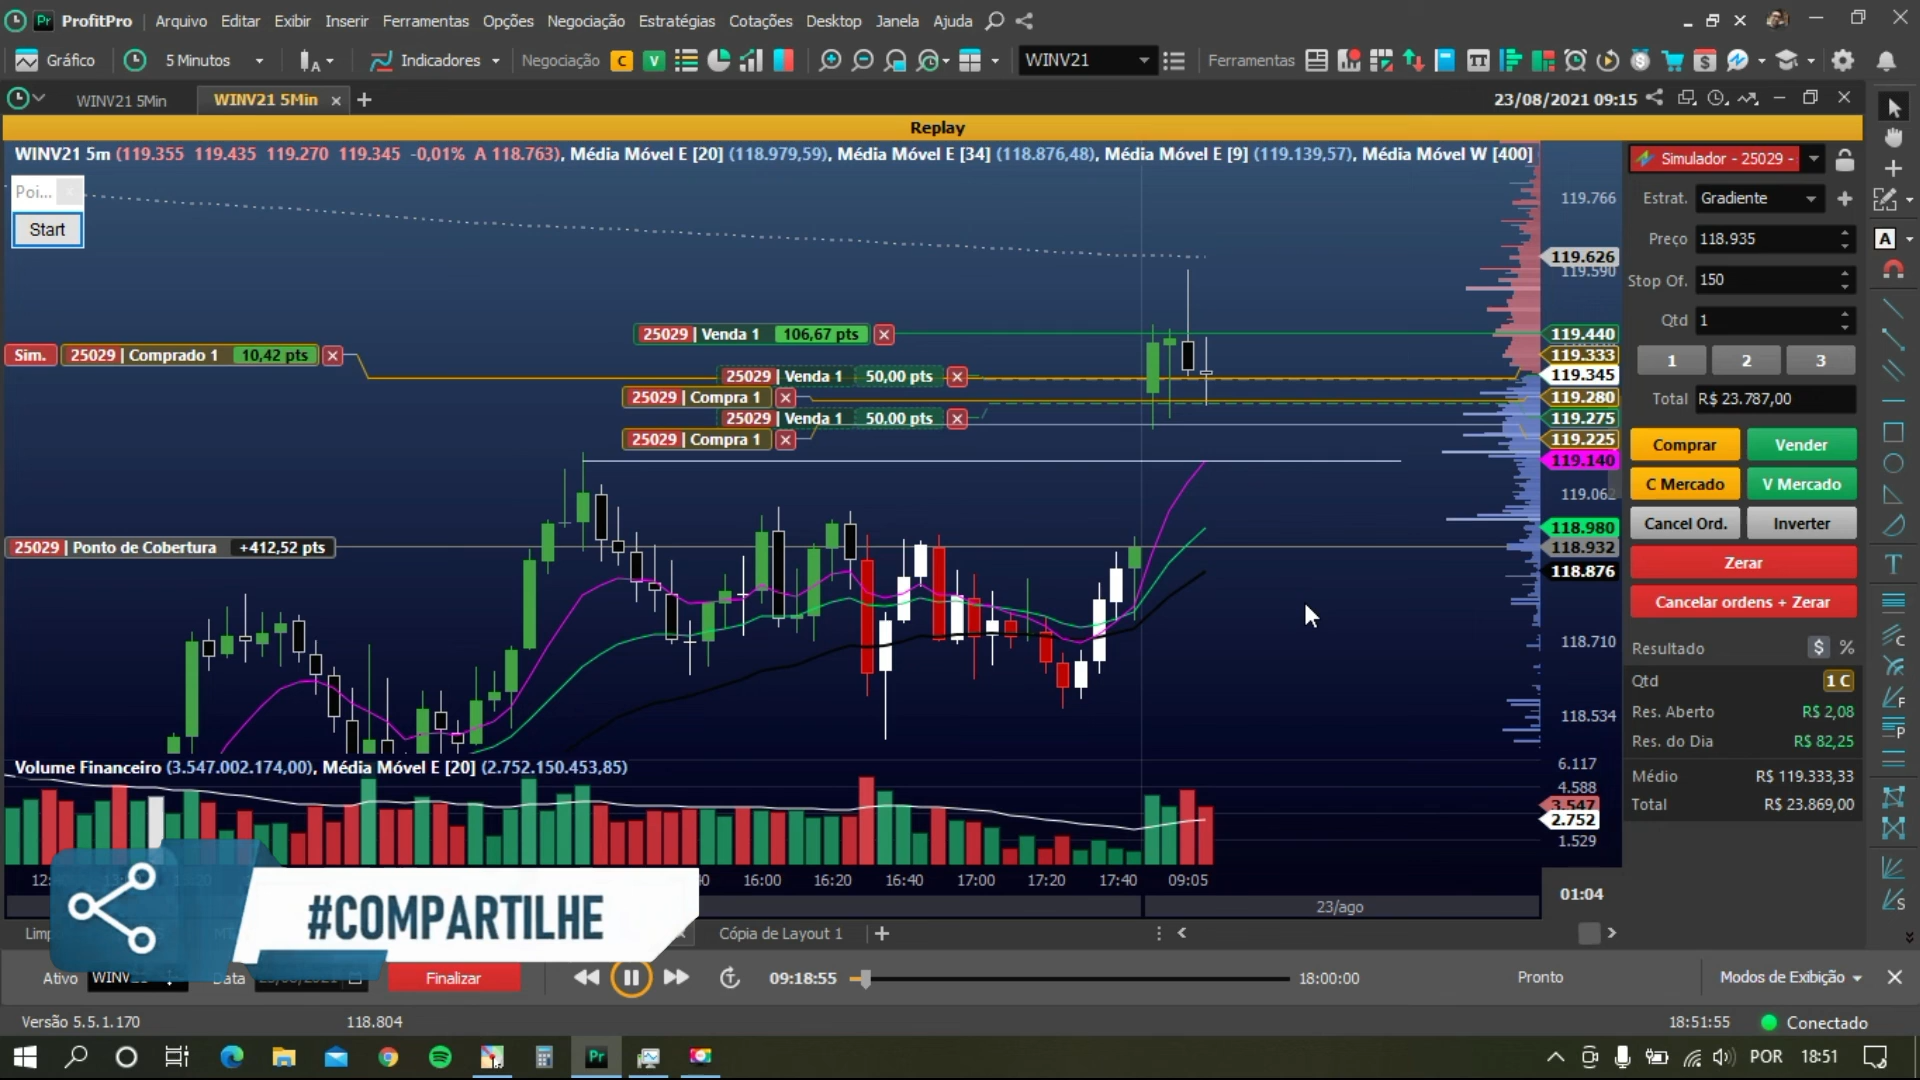 Pr ProfitPro Arquivo Editar Exibir Inserir Ferramentas Opções Negociação Estratégias Cotações Desktop Janela Ajuda
Gráfico 5 Minutos A Indicadores Negociação C V WINV21 Ferramentas
WINV21 5Min WINV21 5Min 23/08/2021 09:15
Replay
WINV21 5m (119.355 119.435 119.270 119.345 -0,01% A 118.763), Média Móvel E [20] (118.979,59), Média Móvel E [34] (118.876,48), Média Móvel E [9] (119.139,57), Média Móvel W [400]
Poi...
Start
25029 | Venda 1 106,67 pts
Sim. 25029 | Comprado 1 10,42 pts
25029 | Venda 1 50,00 pts
25029 | Compra 1
25029 | Venda 1 50,00 pts
25029 | Compra 1
25029 | Ponto de Cobertura +412,52 pts
119.766
119.626
119.590
119.440
119.333
119.345
119.280
119.275
119.225
119.140
119.062
118.980
118.932
118.876
118.710
118.534
Volume Financeiro (3.547.002.174,00), Média Móvel E [20] (2.752.150.453,85)
6.117
4.588
3.547
2.752
1.529
16:00 16:20 16:40 17:00 17:20 17:40 09:05
01:04
23/ago
Simulador - 25029 -
Estrat. Gradiente
Preço 118.935
Stop Of. 150
Qtd 1
1 2 3
Total R$ 23.787,00
Comprar Vender
C Mercado V Mercado
Cancel Ord. Inverter
Zerar
Cancelar ordens + Zerar
Resultado $ %
Qtd 1 C
Res. Aberto R$ 2,08
Res. do Dia R$ 82,25
Médio R$ 119.333,33
Total R$ 23.869,00
#COMPARTILHE
Cópia de Layout 1
Ativo Data Finalizar 09:18:55 18:00:00 Pronto Modos de Exibição
Versão 5.5.1.170 118.804 18:51:55 Conectado
Pr POR 18:51